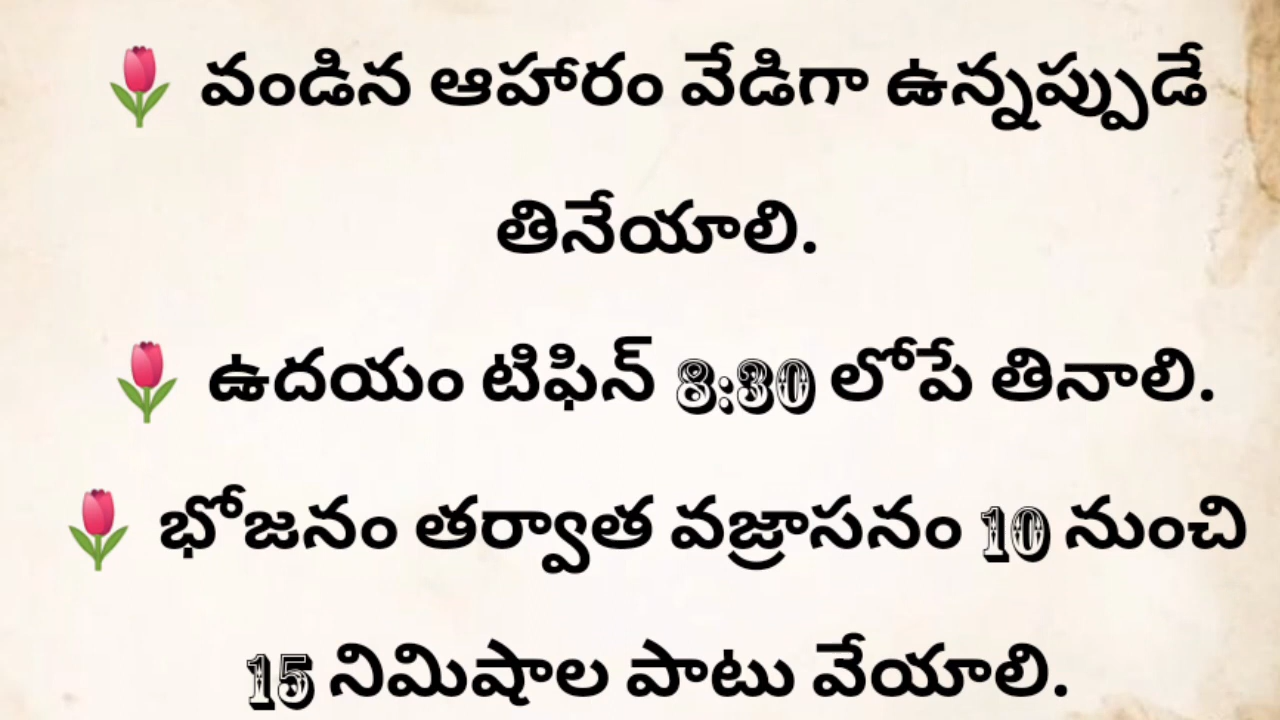 🌷 వండిన ఆహారం వేడిగా ఉన్నప్పుడే
తినేయాలి.
🌷 ఉదయం టిఫిన్ 8:30 లోపే తినాలి.
🌷 భోజనం తర్వాత వజ్రాసనం 10 నుంచి
15 నిమిషాల పాటు వేయాలి.